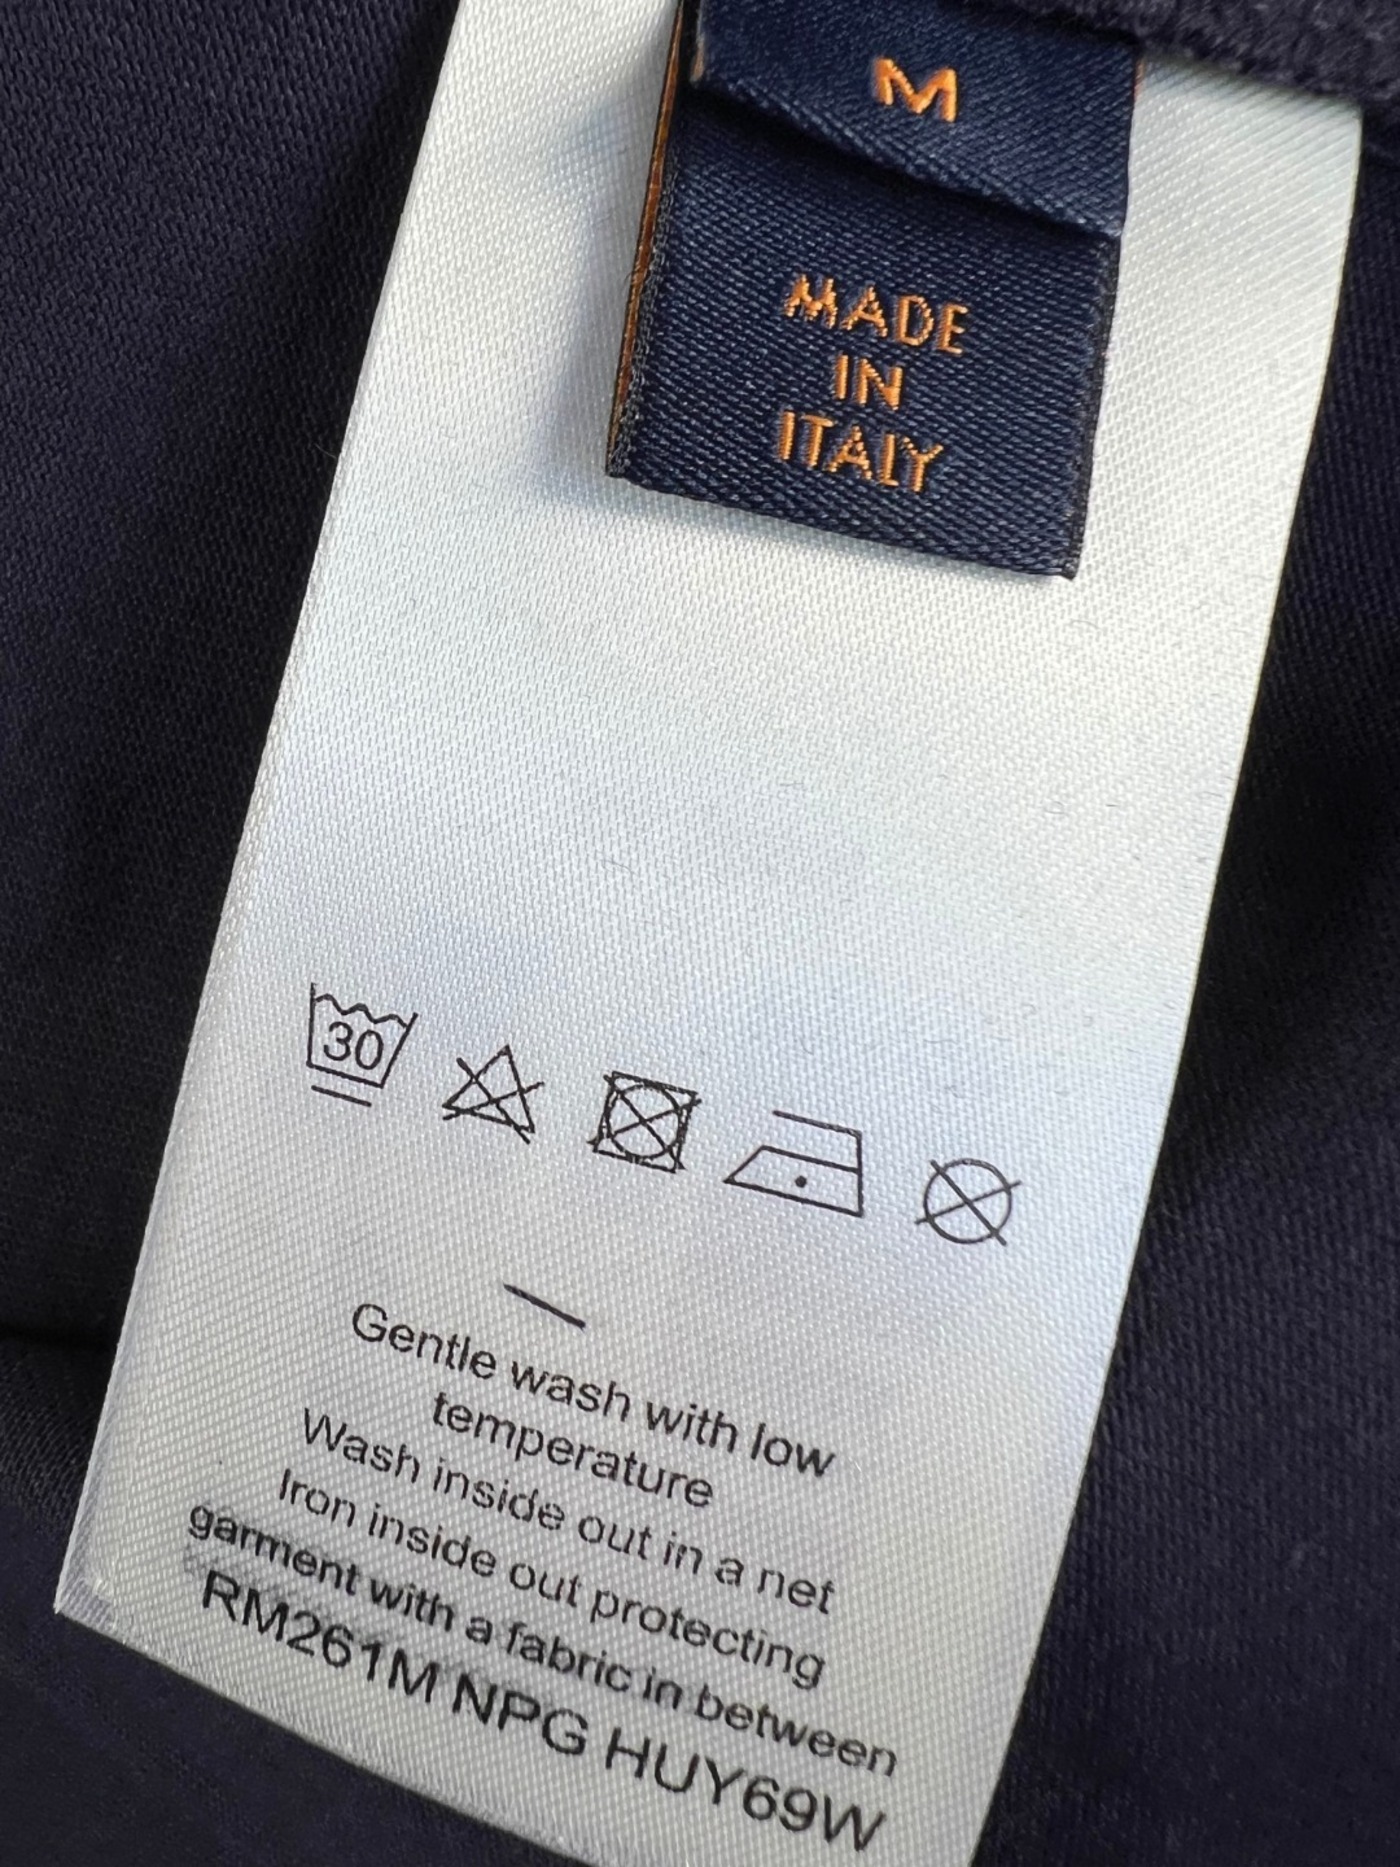 M
MADE
IN
ITALY
30
Gentle wash with low
temperature
Wash inside out in a net
Iron inside out protecting
garment with a fabric in between
RM261M NPG HUY69W